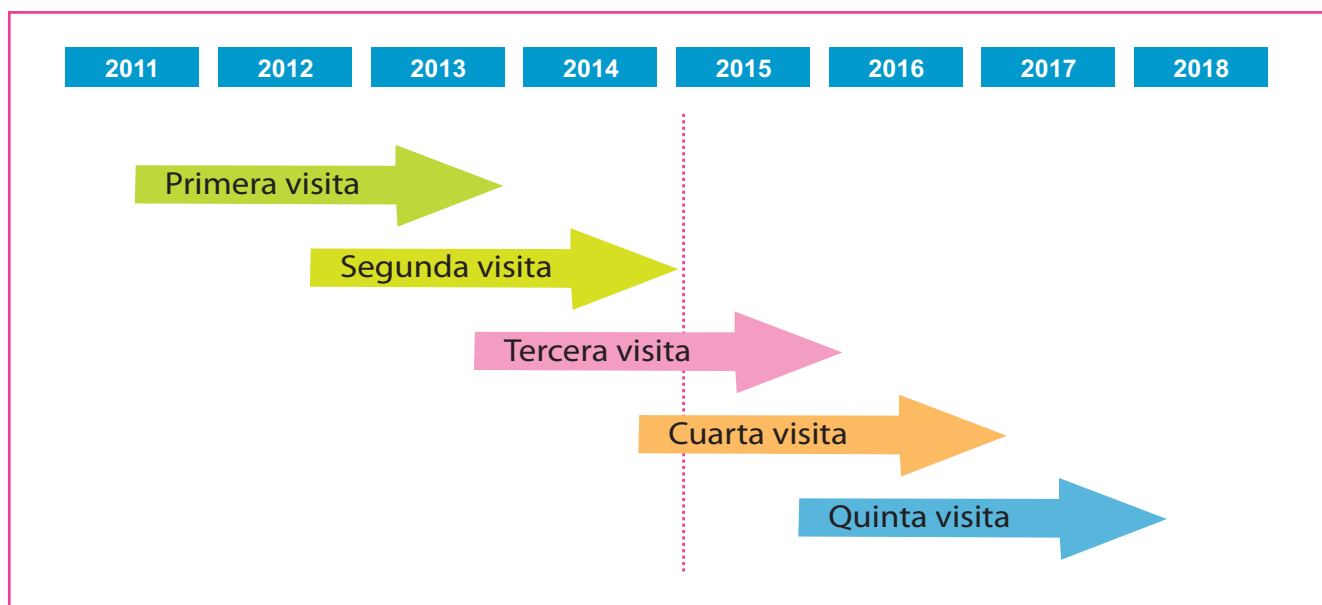 2011 2012 2013 2014 2015 2016 2017 2018
Primera visita
Segunda visita
Tercera visita
Cuarta visita
Quinta visita